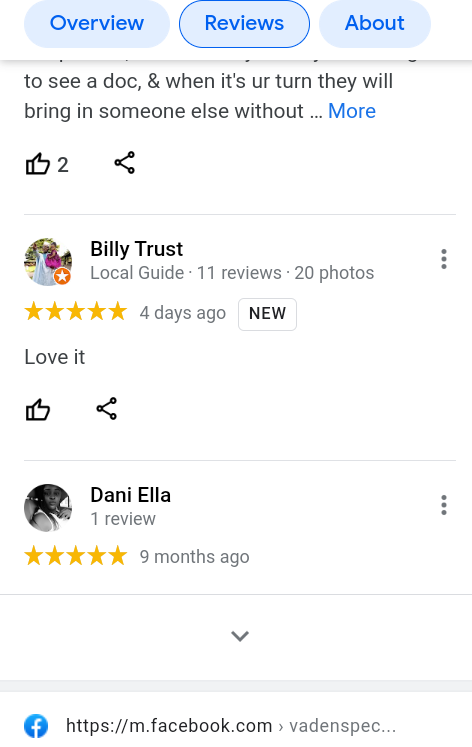 Overview Reviews About
to see a doc, & when it's ur turn they will
bring in someone else without ... More
2
Billy Trust
Local Guide · 11 reviews · 20 photos
4 days ago NEW
Love it
Dani Ella
1 review
9 months ago
https://m.facebook.com › vadenspec...